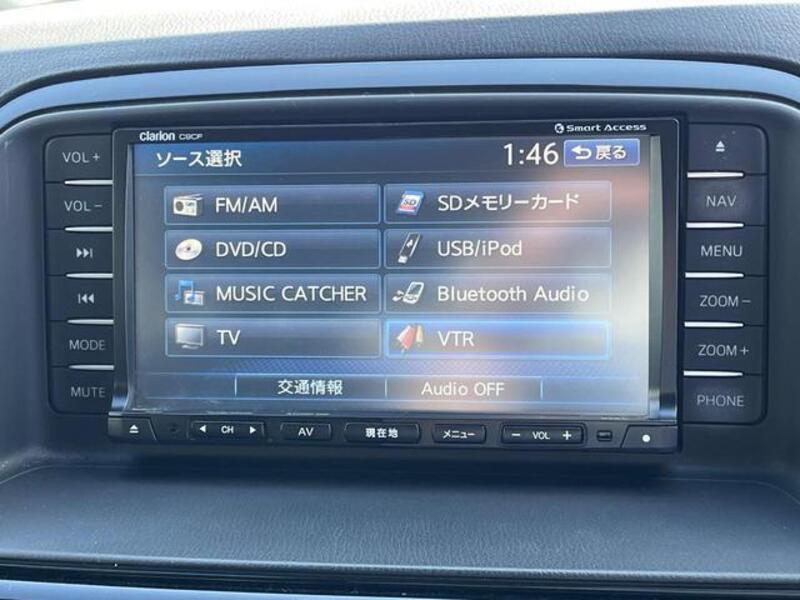 Clarion C9CF
Smart Access
ソース選択 1:46 戻る
FM/AM SDメモリーカード
DVD/CD USB/iPod
MUSIC CATCHER Bluetooth Audio
TV VTR
交通情報 Audio OFF
VOL +
VOL −
MODE
MUTE
NAV
MENU
ZOOM −
ZOOM +
PHONE
CH AV 現在地 メニュー − VOL +